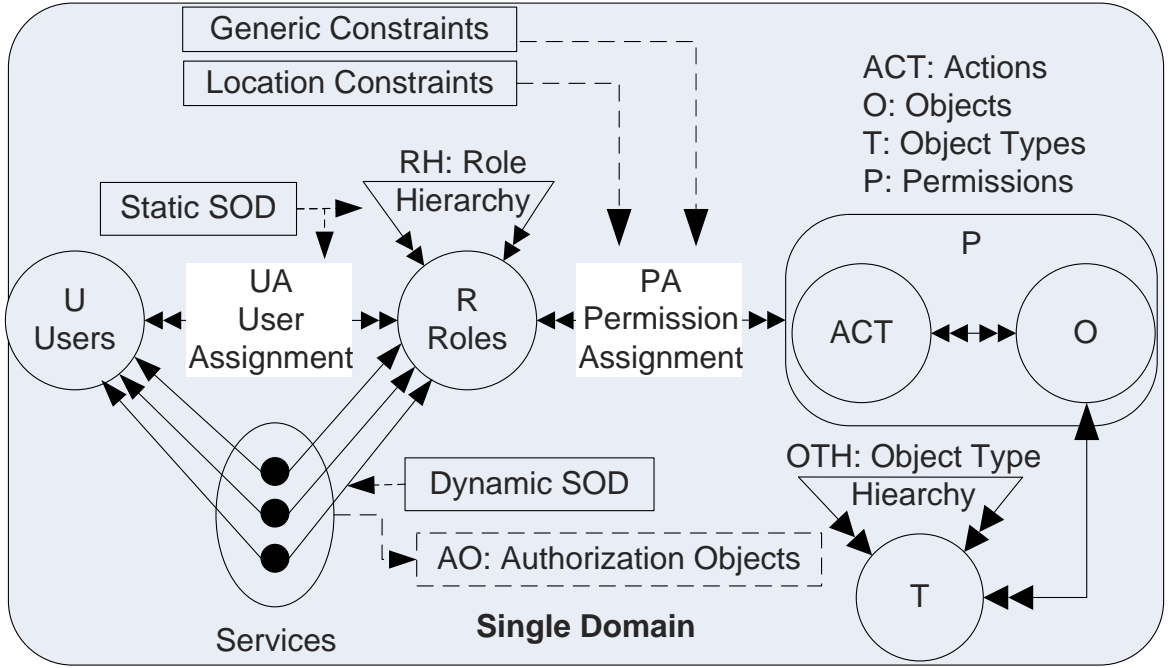 Generic Constraints
Location Constraints
ACT: Actions
O: Objects
T: Object Types
P: Permissions
RH: Role
Hierarchy
Static SOD
U
Users
UA
User
Assignment
R
Roles
PA
Permission
Assignment
P
ACT
O
Dynamic SOD
OTH: Object Type
Hiearchy
AO: Authorization Objects
T
Services
Single Domain